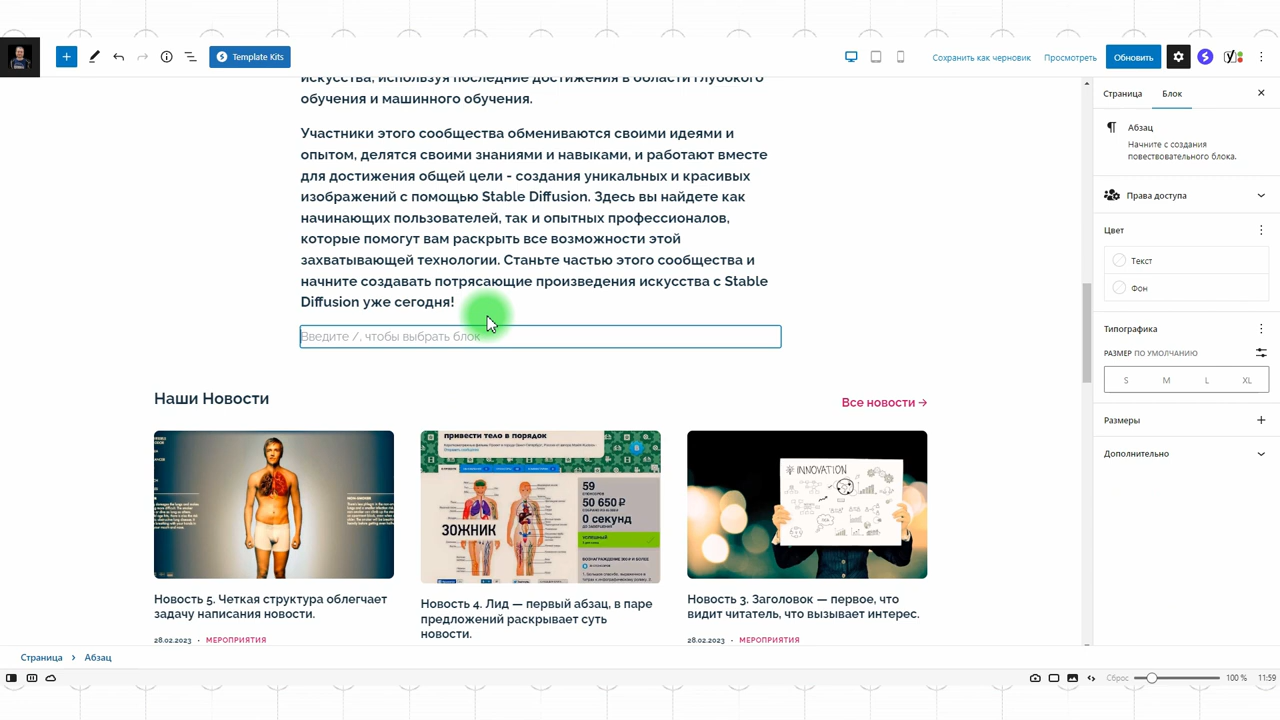 Template Kits
Сохранить как черновик
Просмотреть
Обновить
искусства, используя последние достижения в области глубокого
обучения и машинного обучения.
Участники этого сообщества обмениваются своими идеями и
опытом, делятся своими знаниями и навыками, и работают вместе
для достижения общей цели - создания уникальных и красивых
изображений с помощью Stable Diffusion. Здесь вы найдете как
начинающих пользователей, так и опытных профессионалов,
которые помогут вам раскрыть все возможности этой
захватывающей технологии. Станьте частью этого сообщества и
начните создавать потрясающие произведения искусства с Stable
Diffusion уже сегодня!
Введите /, чтобы выбрать блок
Наши Новости
Все новости →
привести тело в порядок
59
50 650 ₽
0 секунд
ЗОЖНИК
INNOVATION
Новость 5. Четкая структура облегчает
задачу написания новости.
28.02.2023 • МЕРОПРИЯТИЯ
Новость 4. Лид — первый абзац, в паре
предложений раскрывает суть
новости.
Новость 3. Заголовок — первое, что
видит читатель, что вызывает интерес.
28.02.2023 • МЕРОПРИЯТИЯ
Страница
Блок
Абзац
Начните с создания
повествовательного блока.
Права доступа
Цвет
Текст
Фон
Типографика
РАЗМЕР ПО УМОЛЧАНИЮ
S M L XL
Размеры
Дополнительно
Страница > Абзац
Сброс
100 %
11:59